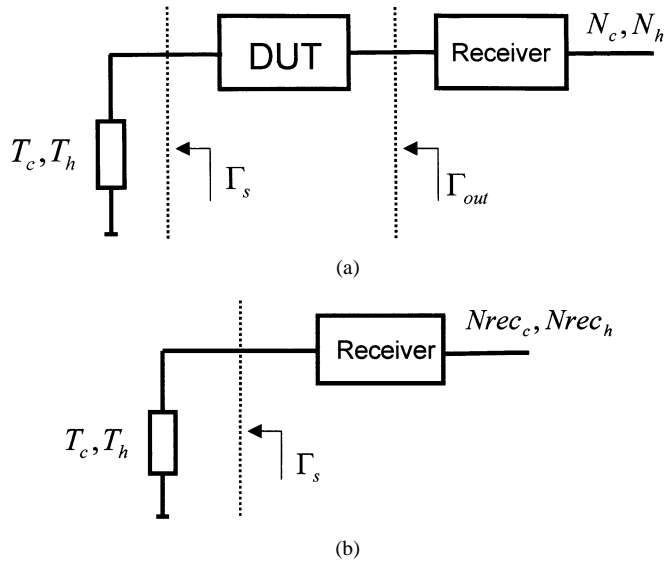 DUT
Receiver
N_c, N_h
T_c, T_h
Γ_s
Γ_out
(a)
Receiver
Nrec_c, Nrec_h
T_c, T_h
Γ_s
(b)